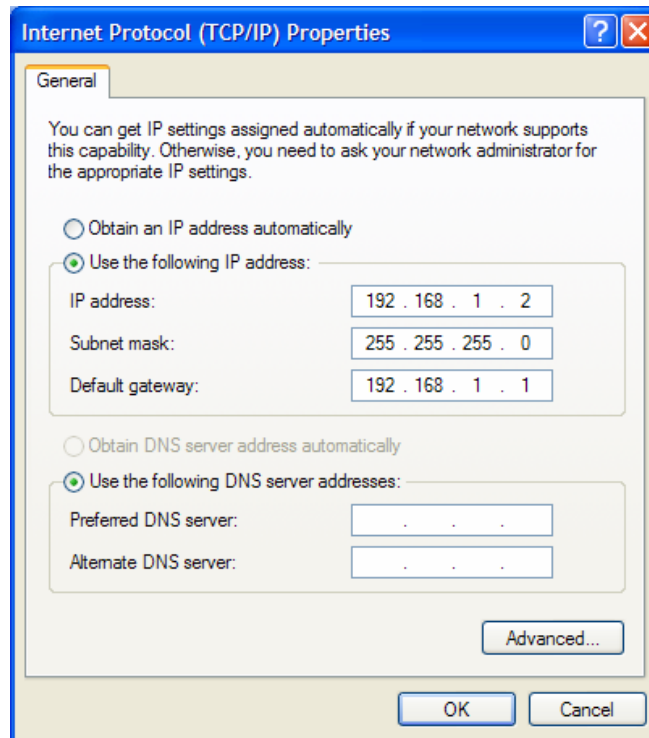 Internet Protocol (TCP/IP) Properties
General
You can get IP settings assigned automatically if your network supports
this capability. Otherwise, you need to ask your network administrator for
the appropriate IP settings.
Obtain an IP address automatically
Use the following IP address:
IP address: 192 . 168 . 1 . 2
Subnet mask: 255 . 255 . 255 . 0
Default gateway: 192 . 168 . 1 . 1
Obtain DNS server address automatically
Use the following DNS server addresses:
Preferred DNS server: . . .
Alternate DNS server: . . .
Advanced...
OK Cancel